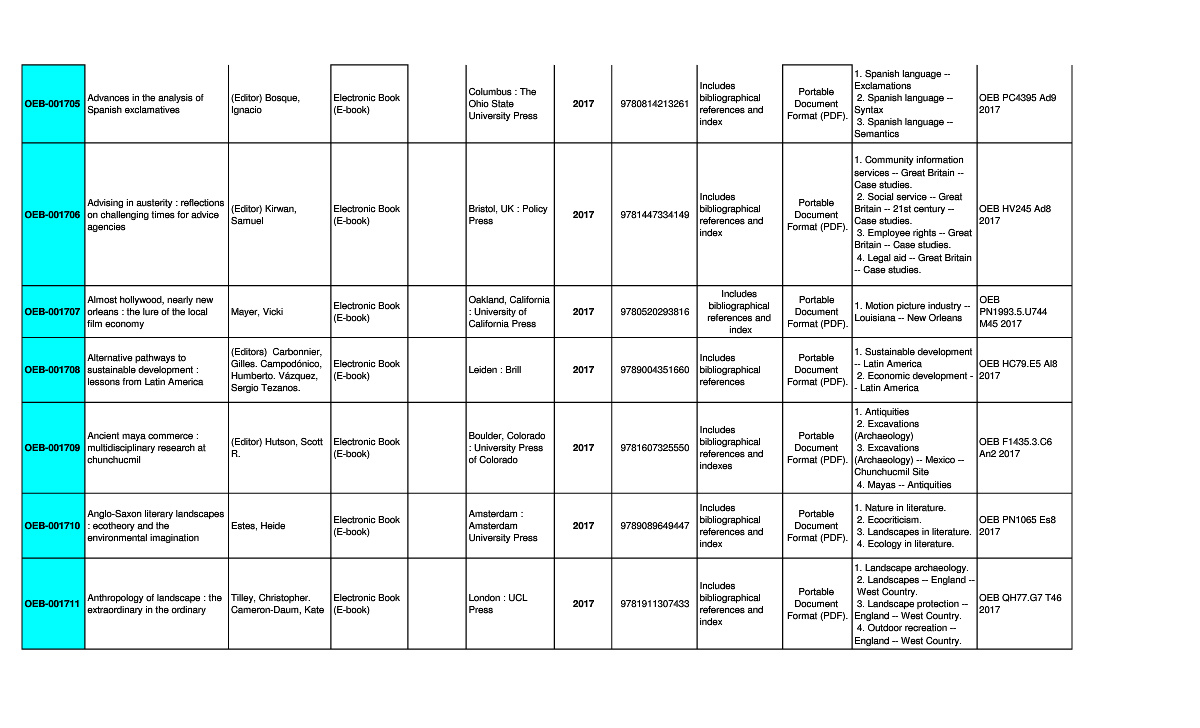 OEB-001705
Advances in the analysis of
Spanish exclamatives
(Editor) Bosque,
Ignacio
Electronic Book
(E-book)
Columbus : The
Ohio State
University Press
2017
9780814213261
Includes
bibliographical
references and
index
Portable
Document
Format (PDF).
1. Spanish language --
Exclamations
2. Spanish language --
Syntax
3. Spanish language --
Semantics
OEB PC4395 Ad9
2017
OEB-001706
Advising in austerity : reflections
on challenging times for advice
agencies
(Editor) Kirwan,
Samuel
Electronic Book
(E-book)
Bristol, UK : Policy
Press
2017
9781447334149
Includes
bibliographical
references and
index
Portable
Document
Format (PDF).
1. Community information
services -- Great Britain --
Case studies.
2. Social service -- Great
Britain -- 21st century --
Case studies.
3. Employee rights -- Great
Britain -- Case studies.
4. Legal aid -- Great Britain
-- Case studies.
OEB HV245 Ad8
2017
OEB-001707
Almost hollywood, nearly new
orleans : the lure of the local
film economy
Mayer, Vicki
Electronic Book
(E-book)
Oakland, California
: University of
California Press
2017
9780520293816
Includes
bibliographical
references and
index
Portable
Document
Format (PDF).
1. Motion picture industry --
Louisiana -- New Orleans
OEB
PN1993.5.U744
M45 2017
OEB-001708
Alternative pathways to
sustainable development :
lessons from Latin America
(Editors) Carbonnier,
Gilles. Campodónico,
Humberto. Vázquez,
Sergio Tezanos.
Electronic Book
(E-book)
Leiden : Brill
2017
9789004351660
Includes
bibliographical
references
Portable
Document
Format (PDF).
1. Sustainable development
-- Latin America
2. Economic development -
- Latin America
OEB HC79.E5 Al8
2017
OEB-001709
Ancient maya commerce :
multidisciplinary research at
chunchucmil
(Editor) Hutson, Scott
R.
Electronic Book
(E-book)
Boulder, Colorado
: University Press
of Colorado
2017
9781607325550
Includes
bibliographical
references and
indexes
Portable
Document
Format (PDF).
1. Antiquities
2. Excavations
(Archaeology)
3. Excavations
(Archaeology) -- Mexico --
Chunchucmil Site
4. Mayas -- Antiquities
OEB F1435.3.C6
An2 2017
OEB-001710
Anglo-Saxon literary landscapes
: ecotheory and the
environmental imagination
Estes, Heide
Electronic Book
(E-book)
Amsterdam :
Amsterdam
University Press
2017
9789089649447
Includes
bibliographical
references and
index
Portable
Document
Format (PDF).
1. Nature in literature.
2. Ecocriticism.
3. Landscapes in literature.
4. Ecology in literature.
OEB PN1065 Es8
2017
OEB-001711
Anthropology of landscape : the
extraordinary in the ordinary
Tilley, Christopher.
Cameron-Daum, Kate
Electronic Book
(E-book)
London : UCL
Press
2017
9781911307433
Includes
bibliographical
references and
index
Portable
Document
Format (PDF).
1. Landscape archaeology.
2. Landscapes -- England --
West Country.
3. Landscape protection --
England -- West Country.
4. Outdoor recreation --
England -- West Country.
OEB QH77.G7 T46
2017